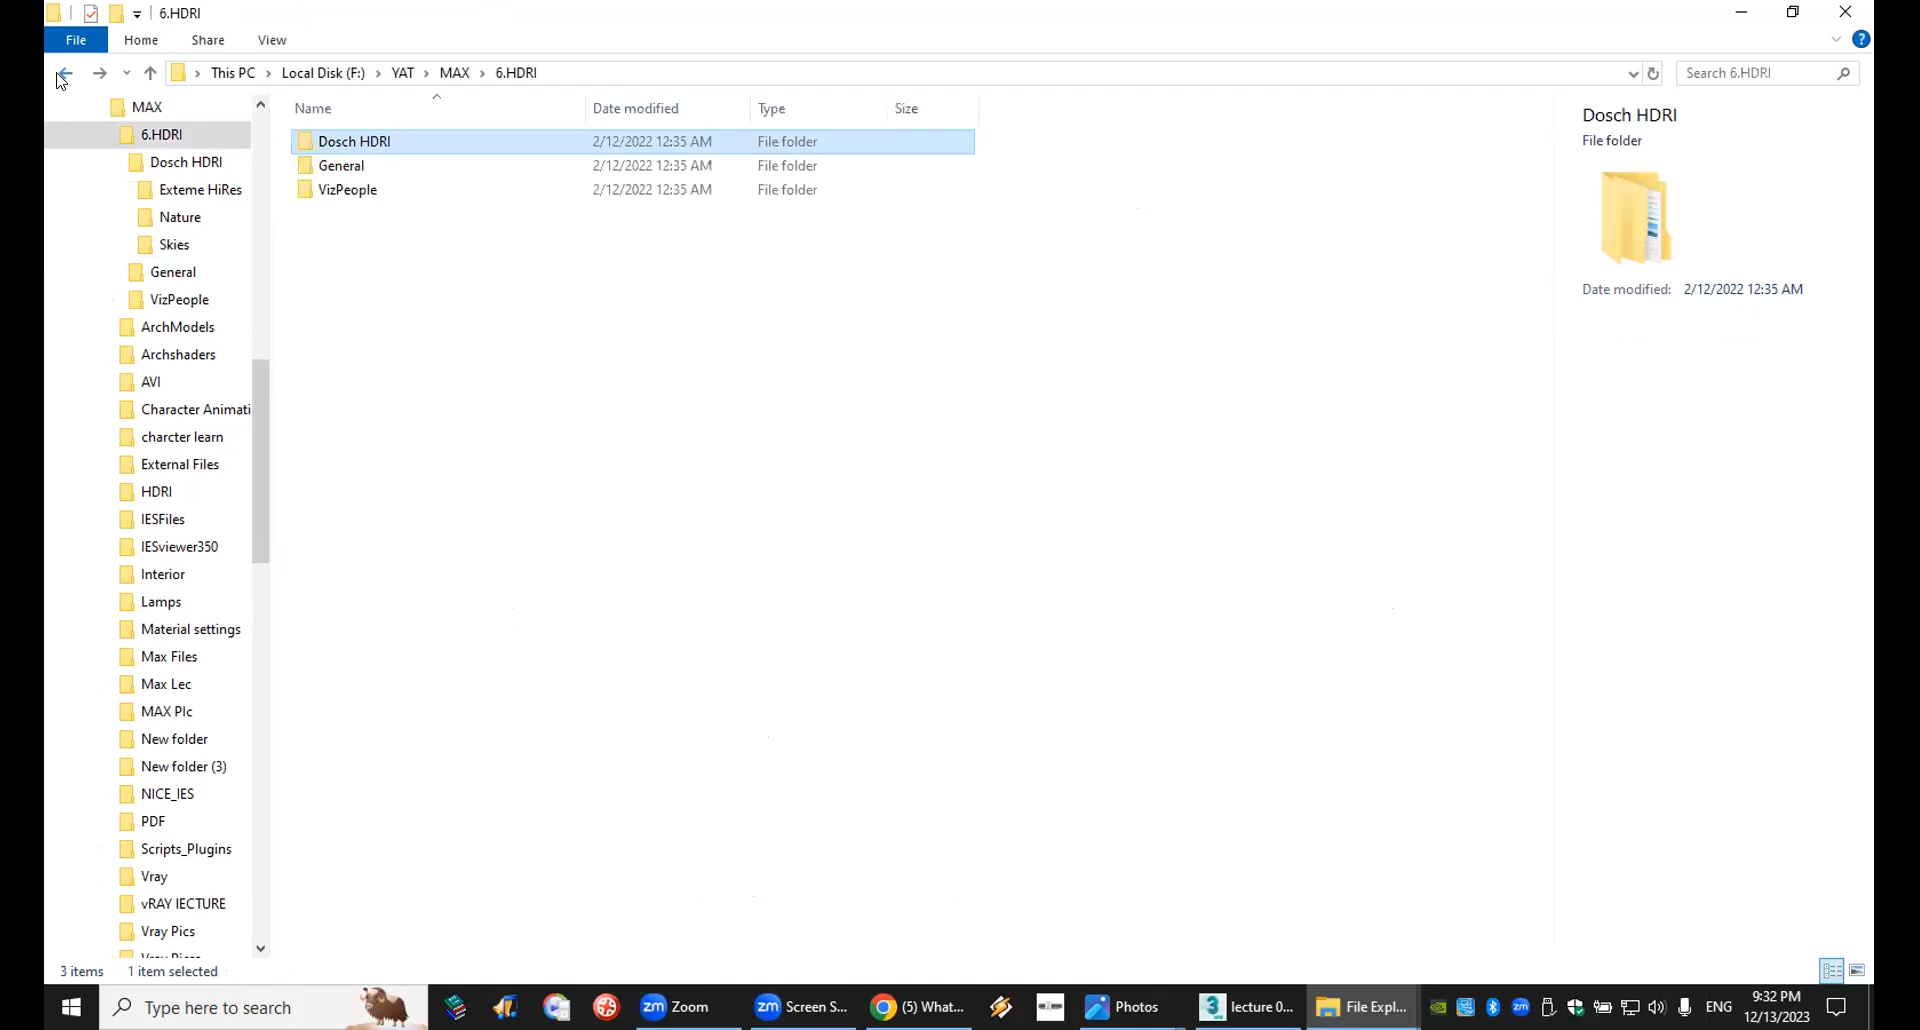 6.HDRI
File Home Share View
This PC Local Disk (F:) YAT MAX 6.HDRI
Search 6.HDRI
MAX
6.HDRI
Dosch HDRI
Exteme HiRes
Nature
Skies
General
VizPeople
ArchModels
Archshaders
AVI
Character Animati
charcter learn
External Files
HDRI
IESFiles
IESviewer350
Interior
Lamps
Material settings
Max Files
Max Lec
MAX PIc
New folder
New folder (3)
NICE_IES
PDF
Scripts_Plugins
Vray
vRAY lECTURE
Vray Pics
Name Date modified Type Size
Dosch HDRI 2/12/2022 12:35 AM File folder
General 2/12/2022 12:35 AM File folder
VizPeople 2/12/2022 12:35 AM File folder
Dosch HDRI
File folder
Date modified: 2/12/2022 12:35 AM
3 items 1 item selected
Type here to search
Zoom
Screen S...
(5) What...
Photos
lecture 0...
File Expl...
ENG
9:32 PM
12/13/2023